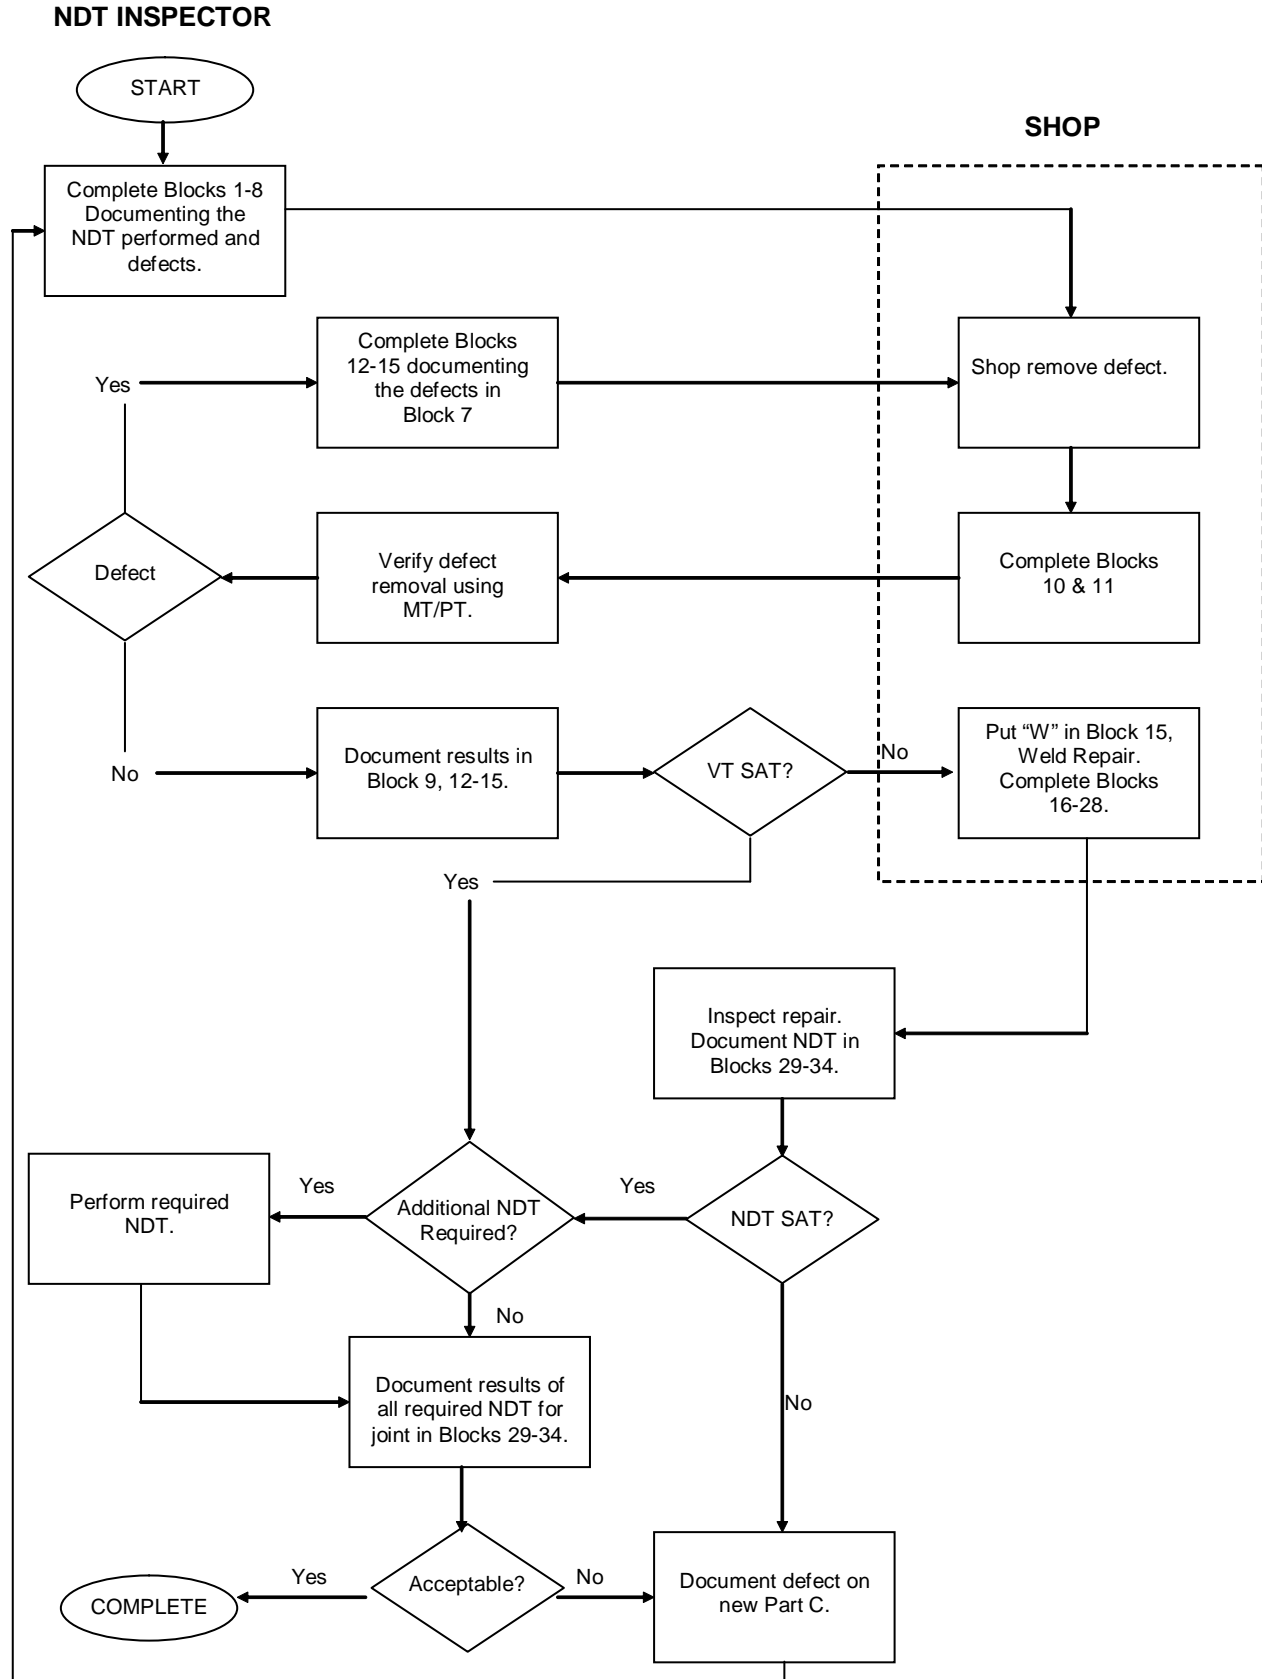 NDT INSPECTOR
START
SHOP
Complete Blocks 1-8
Documenting the
NDT performed and
defects.
Complete Blocks
12-15 documenting
the defects in
Block 7
Shop remove defect.
Yes
Defect
Verify defect
removal using
MT/PT.
Complete Blocks
10 & 11
No
Document results in
Block 9, 12-15.
VT SAT?
No
Put “W” in Block 15,
Weld Repair.
Complete Blocks
16-28.
Yes
Inspect repair.
Document NDT in
Blocks 29-34.
Perform required
NDT.
Yes
Additional NDT
Required?
Yes
NDT SAT?
No
Document results of
all required NDT for
joint in Blocks 29-34.
No
COMPLETE
Yes
Acceptable?
No
Document defect on
new Part C.